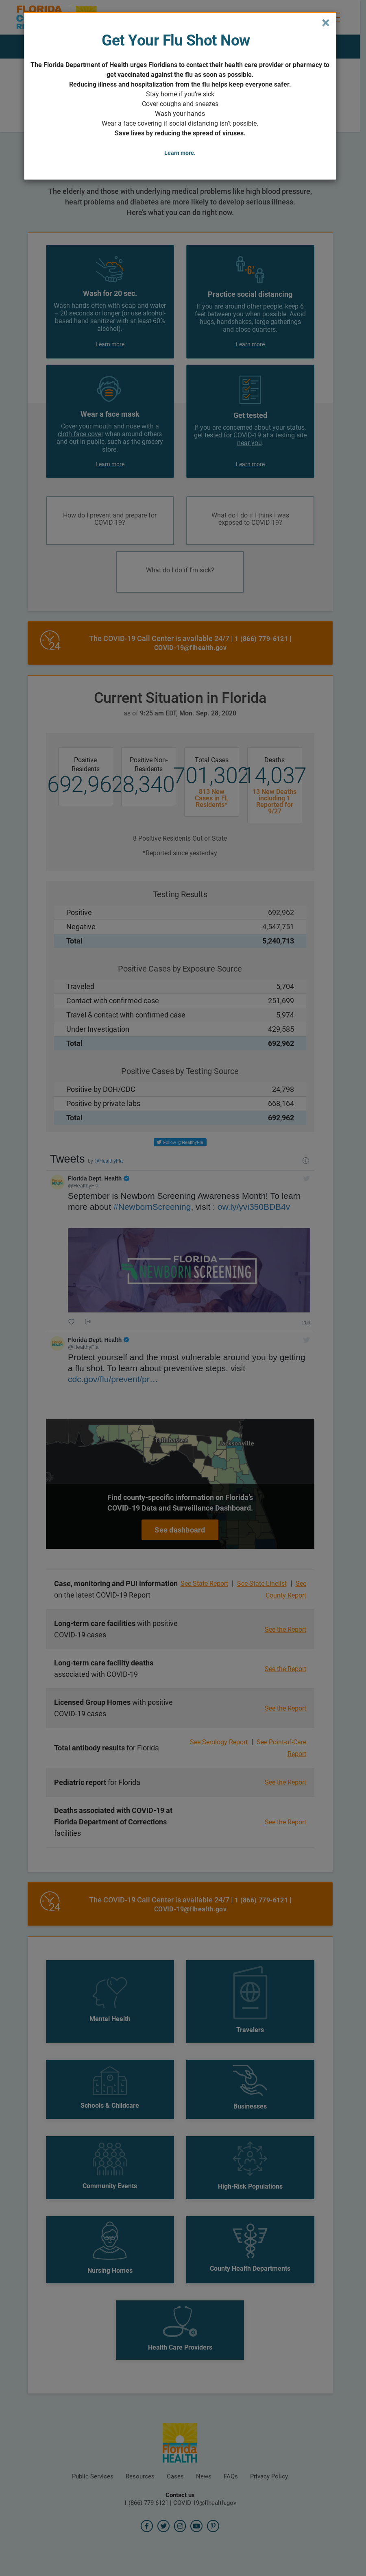 FLORIDA
×
Get Your Flu Shot Now
The Florida Department of Health urges Floridians to contact their health care provider or pharmacy to
get vaccinated against the flu as soon as possible.
Reducing illness and hospitalization from the flu helps keep everyone safer.
Stay home if you're sick
Cover coughs and sneezes
Wash your hands
Wear a face covering if social distancing isn't possible.
Save lives by reducing the spread of viruses.
Learn more.
The elderly and those with underlying medical problems like high blood pressure,
heart problems and diabetes are more likely to develop serious illness.
Here's what you can do right now.
Wash for 20 sec.
Wash hands often with soap and water
– 20 seconds or longer (or use alcohol-
based hand sanitizer with at least 60%
alcohol).
Learn more
Practice social distancing
If you are around other people, keep 6
feet between you when possible. Avoid
hugs, handshakes, large gatherings
and close quarters.
Learn more
Wear a face mask
Cover your mouth and nose with a
cloth face cover when around others
and out in public, such as the grocery
store.
Learn more
Get tested
If you are concerned about your status,
get tested for COVID-19 at a testing site
near you.
Learn more
How do I prevent and prepare for
COVID-19?
What do I do if I think I was
exposed to COVID-19?
What do I do if I'm sick?
24
The COVID-19 Call Center is available 24/7 | 1 (866) 779-6121 |
COVID-19@flhealth.gov
Current Situation in Florida
as of 9:25 am EDT, Mon. Sep. 28, 2020
Positive
Residents
692,962
Positive Non-
Residents
8,340
Total Cases
701,302
813 New
Cases in FL
Residents*
Deaths
14,037
13 New Deaths
Including 1
Reported for
9/27
8 Positive Residents Out of State
*Reported since yesterday
Testing Results
Positive 692,962
Negative 4,547,751
Total 5,240,713
Positive Cases by Exposure Source
Traveled 5,704
Contact with confirmed case 251,699
Travel & contact with confirmed case 5,974
Under Investigation 429,585
Total 692,962
Positive Cases by Testing Source
Positive by DOH/CDC 24,798
Positive by private labs 668,164
Total 692,962
Follow @HealthyFla
Tweets by @HealthyFla
Florida Dept. Health
@HealthyFla
September is Newborn Screening Awareness Month! To learn
more about #NewbornScreening, visit : ow.ly/yvi350BDB4v
FLORIDA
NEWBORN SCREENING
28s
Florida Dept. Health
@HealthyFla
Protect yourself and the most vulnerable around you by getting
a flu shot. To learn about preventive steps, visit
cdc.gov/flu/prevent/pr…
Tallahassee
Jacksonville
Find county-specific information on Florida's
COVID-19 Data and Surveillance Dashboard.
See dashboard
Case, monitoring and PUI information
on the latest COVID-19 Report
See State Report | See State Linelist | See
County Report
Long-term care facilities with positive
COVID-19 cases
See the Report
Long-term care facility deaths
associated with COVID-19
See the Report
Licensed Group Homes with positive
COVID-19 cases
See the Report
Total antibody results for Florida
See Serology Report | See Point-of-Care
Report
Pediatric report for Florida
See the Report
Deaths associated with COVID-19 at
Florida Department of Corrections
facilities
See the Report
24
The COVID-19 Call Center is available 24/7 | 1 (866) 779-6121 |
COVID-19@flhealth.gov
Mental Health
Travelers
Schools & Childcare
Businesses
Community Events
High-Risk Populations
Nursing Homes
County Health Departments
Health Care Providers
Florida
HEALTH
Public Services Resources Cases News FAQs Privacy Policy
Contact us
1 (866) 779-6121 | COVID-19@flhealth.gov